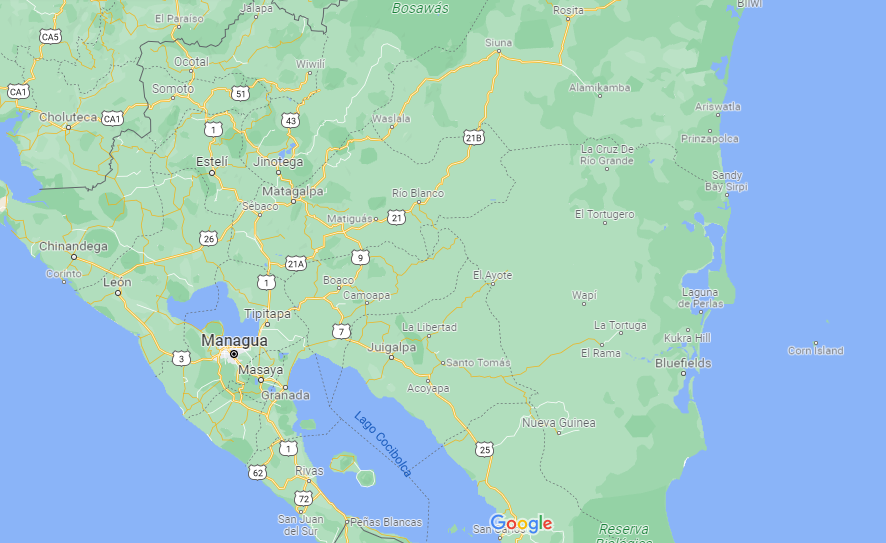 Bosawás
Bilwi
Jalapa
Rosita
El Paraíso
CA5
Siuna
Ocotal
Wiwilí
Somoto
CA1
51
Alamikamba
Choluteca
CA1
43
Waslala
Ariswatla
1
21B
Prinzapolca
La Cruz De
Río Grande
Estelí
Jinotega
Sandy
Bay Sirpi
Matagalpa
Río Blanco
Sébaco
Matiguás
21
El Tortugero
26
Chinandega
9
21A
Corinto
El Ayote
León
1
Boaco
Camoapa
Wapí
Laguna
de Perlas
Tipitapa
7
La Libertad
La Tortuga
Managua
Kukra Hill
Juigalpa
El Rama
Corn Island
3
Santo Tomás
Bluefields
Masaya
Acoyapa
Granada
Lago Cocibolca
Nueva Guinea
1
25
62
Rivas
72
San Juan
del Sur
Peñas Blancas
Google
Reserva
Biológica